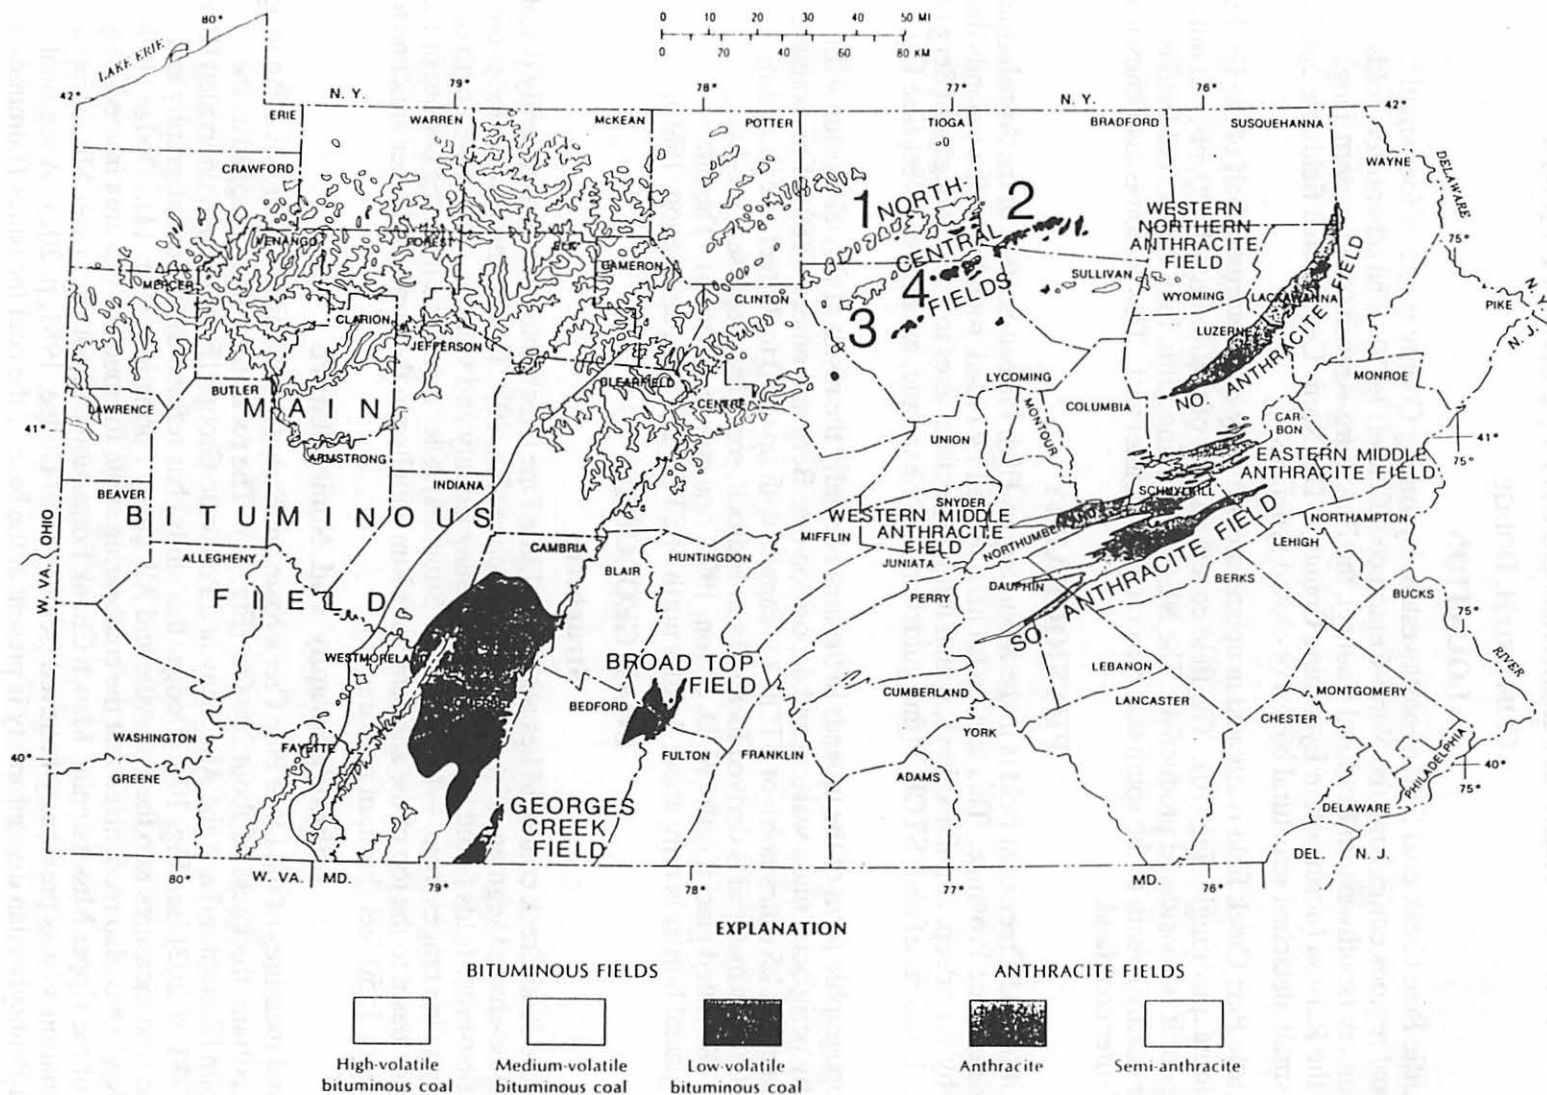 0 10 20 30 40 50 MI
0 20 40 60 80 KM
80°
LAKE ERIE
42°
79°
N. Y.
78°
77°
N. Y.
76°
42°
ERIE
WARREN
McKEAN
POTTER
TIOGA
BRADFORD
SUSQUEHANNA
WAYNE
DELAWARE
CRAWFORD
1
NORTH-
CENTRAL
FIELDS
2
3
4
WESTERN
NORTHERN
ANTHRACITE
FIELD
75°
VENANGO
FOREST
ELK
CAMERON
MERCER
CLINTON
SULLIVAN
WYOMING
LACKAWANNA
PIKE
N. Y.
N. J.
CLARION
JEFFERSON
LUZERNE
NO. ANTHRACITE FIELD
CLEARFIELD
LYCOMING
MONROE
BUTLER
LAWRENCE
CENTRE
COLUMBIA
MONTOUR
41°
MAIN
UNION
CAR
BON
41°
75°
ARMSTRONG
EASTERN MIDDLE
ANTHRACITE FIELD
BEAVER
INDIANA
SNYDER
SCHUYLKILL
BITUMINOUS
WESTERN MIDDLE
ANTHRACITE
FIELD
MIFFLIN
NORTHUMBERLAND
NORTHAMPTON
W. VA. OHIO
ALLEGHENY
CAMBRIA
BLAIR
HUNTINGDON
JUNIATA
LEHIGH
DAUPHIN
BERKS
PERRY
BUCKS
75°
FIELD
SO. ANTHRACITE FIELD
WESTMORELAND
BROAD TOP
FIELD
LEBANON
RIVER
SOMERSET
BEDFORD
CUMBERLAND
LANCASTER
MONTGOMERY
WASHINGTON
FAYETTE
CHESTER
YORK
40°
FULTON
FRANKLIN
PHILADELPHIA
40°
75°
GREENE
ADAMS
DELAWARE
GEORGES
CREEK
FIELD
DEL.
N. J.
80°
W. VA.
MD.
79°
78°
77°
MD.
76°
EXPLANATION
BITUMINOUS FIELDS
ANTHRACITE FIELDS
High-volatile
bituminous coal
Medium-volatile
bituminous coal
Low-volatile
bituminous coal
Anthracite
Semi-anthracite